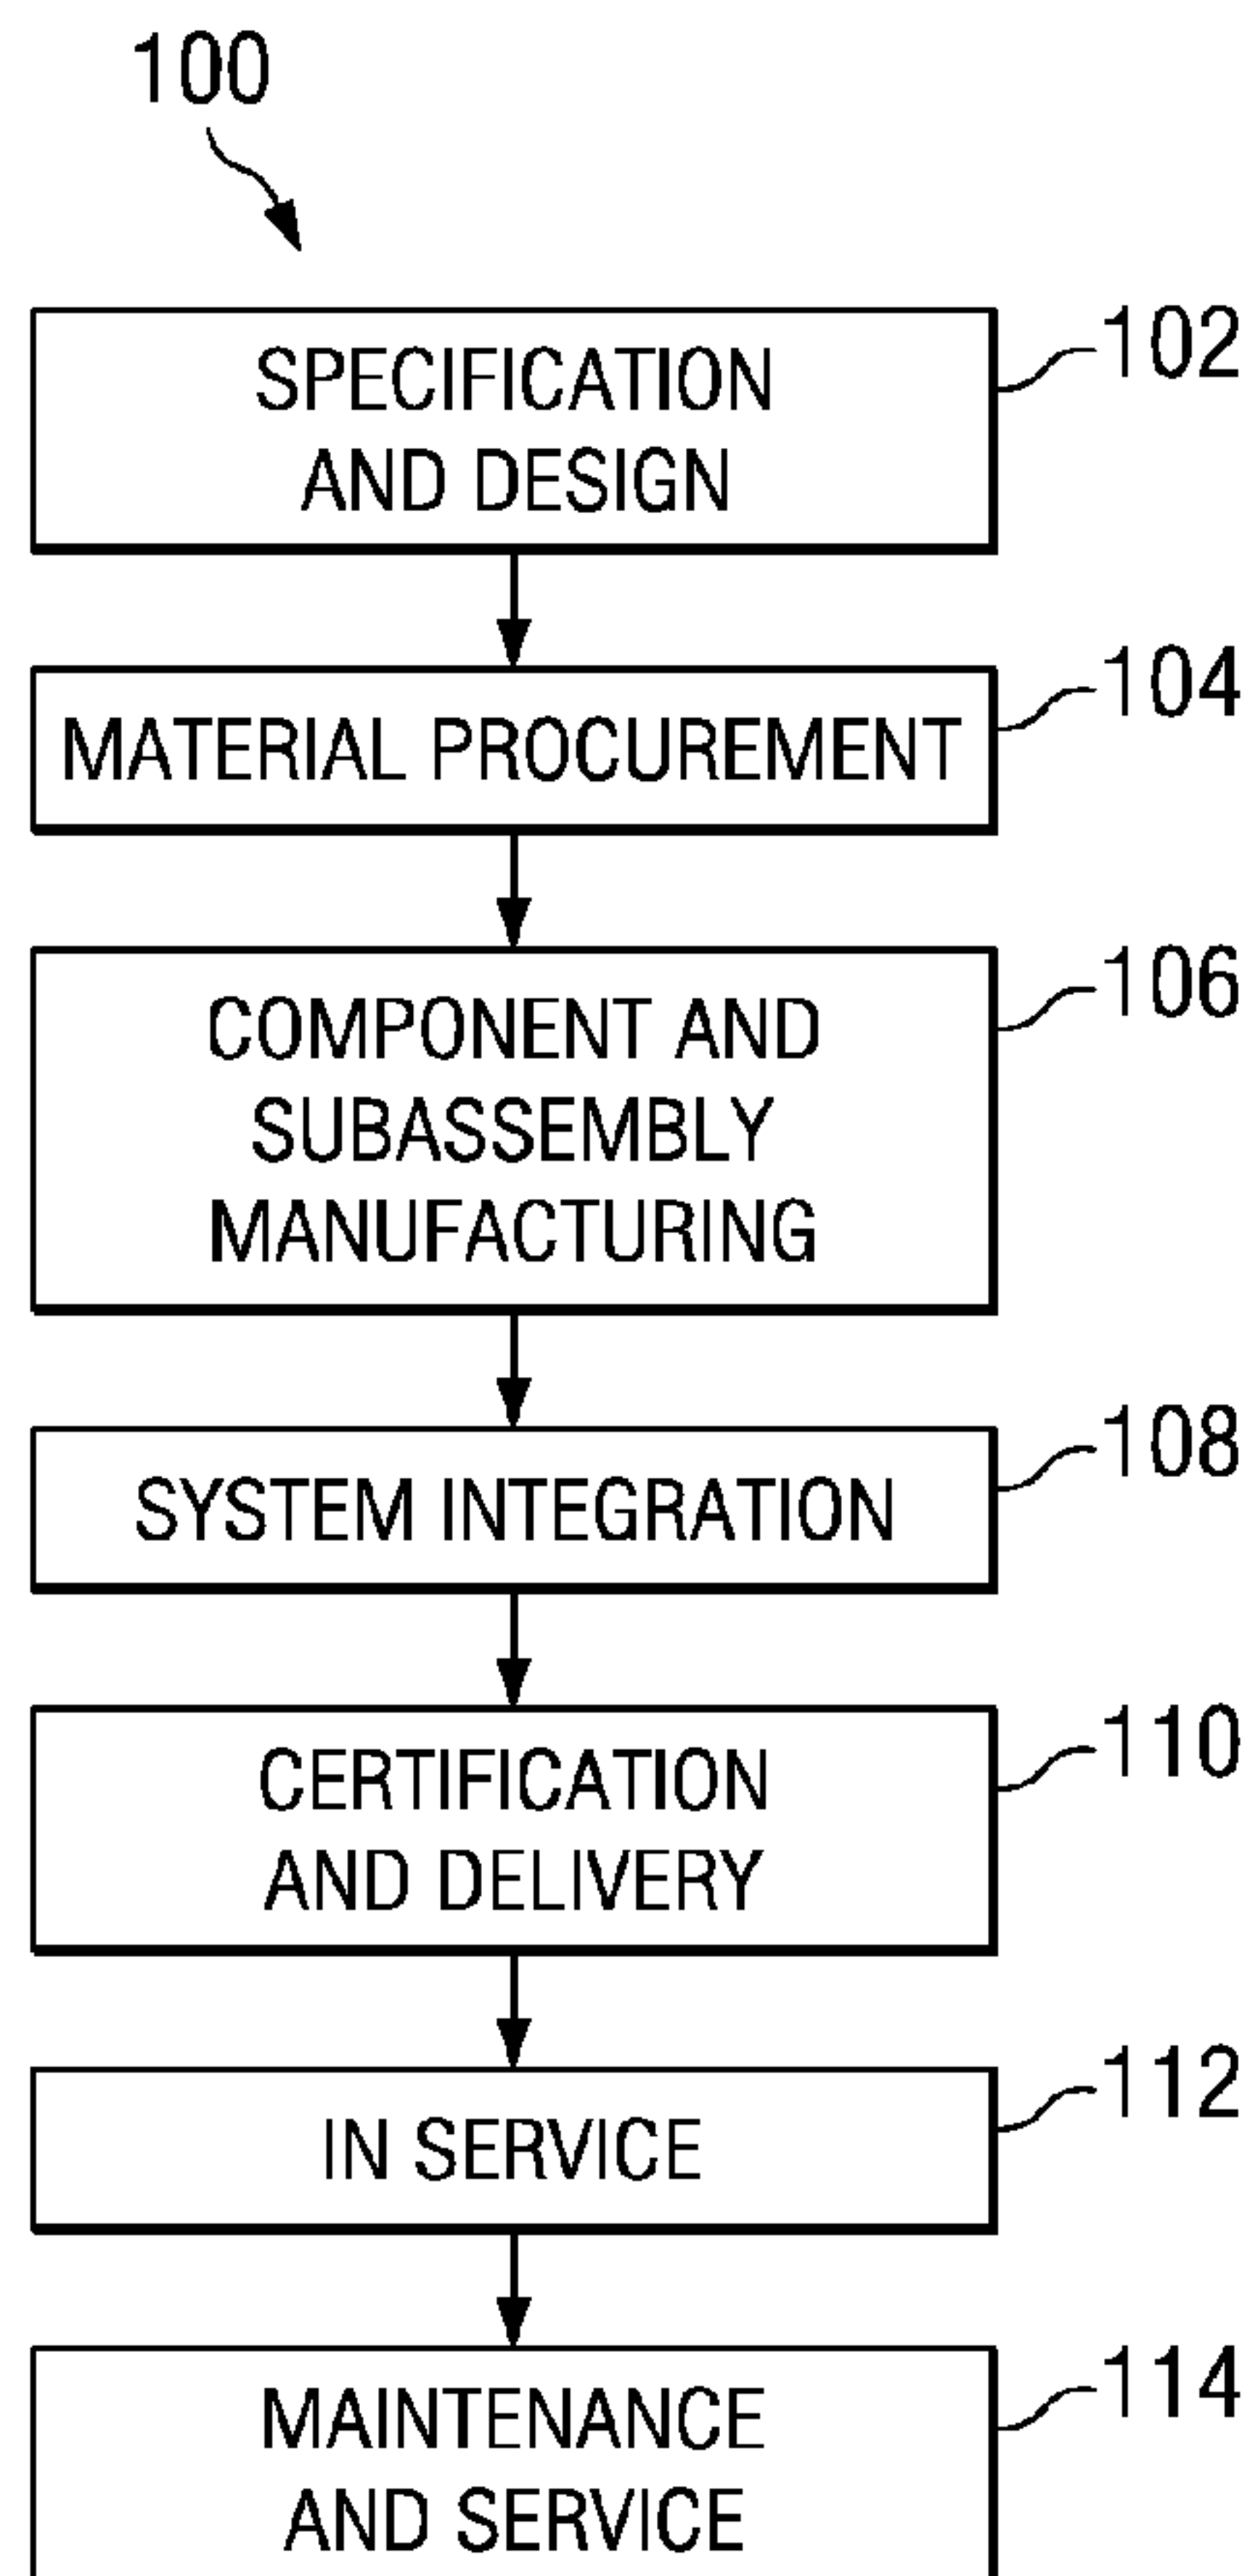 100
SPECIFICATION
AND DESIGN
102
MATERIAL PROCUREMENT
104
COMPONENT AND
SUBASSEMBLY
MANUFACTURING
106
SYSTEM INTEGRATION
108
CERTIFICATION
AND DELIVERY
110
IN SERVICE
112
MAINTENANCE
AND SERVICE
114